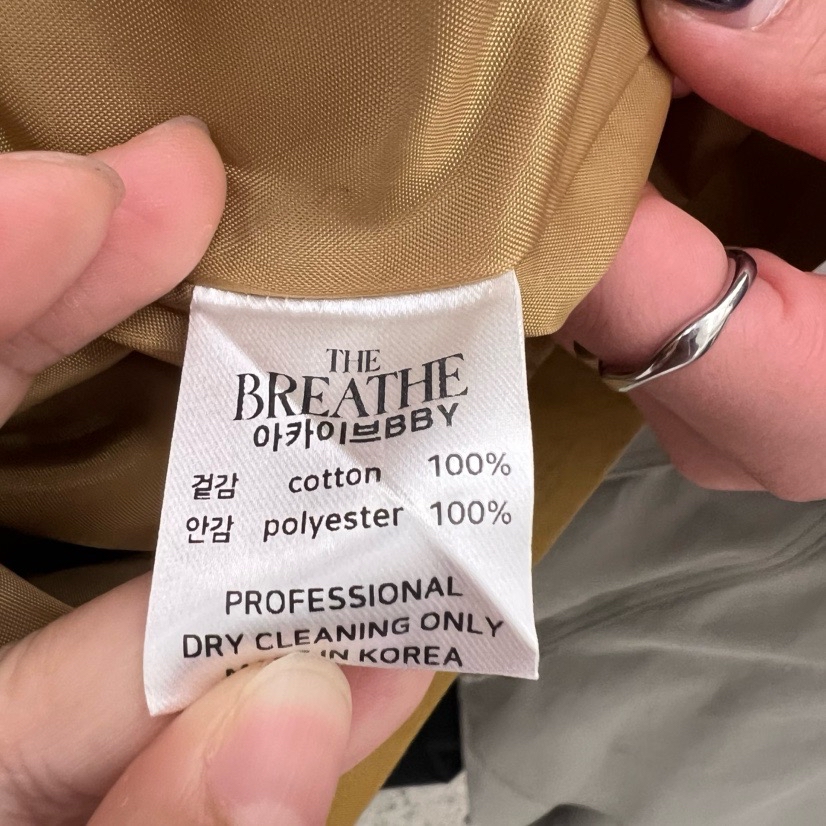 THE
BREATHE
아카이브BBY
겉감 cotton 100%
안감 polyester 100%
PROFESSIONAL
DRY CLEANING ONLY
IN KOREA